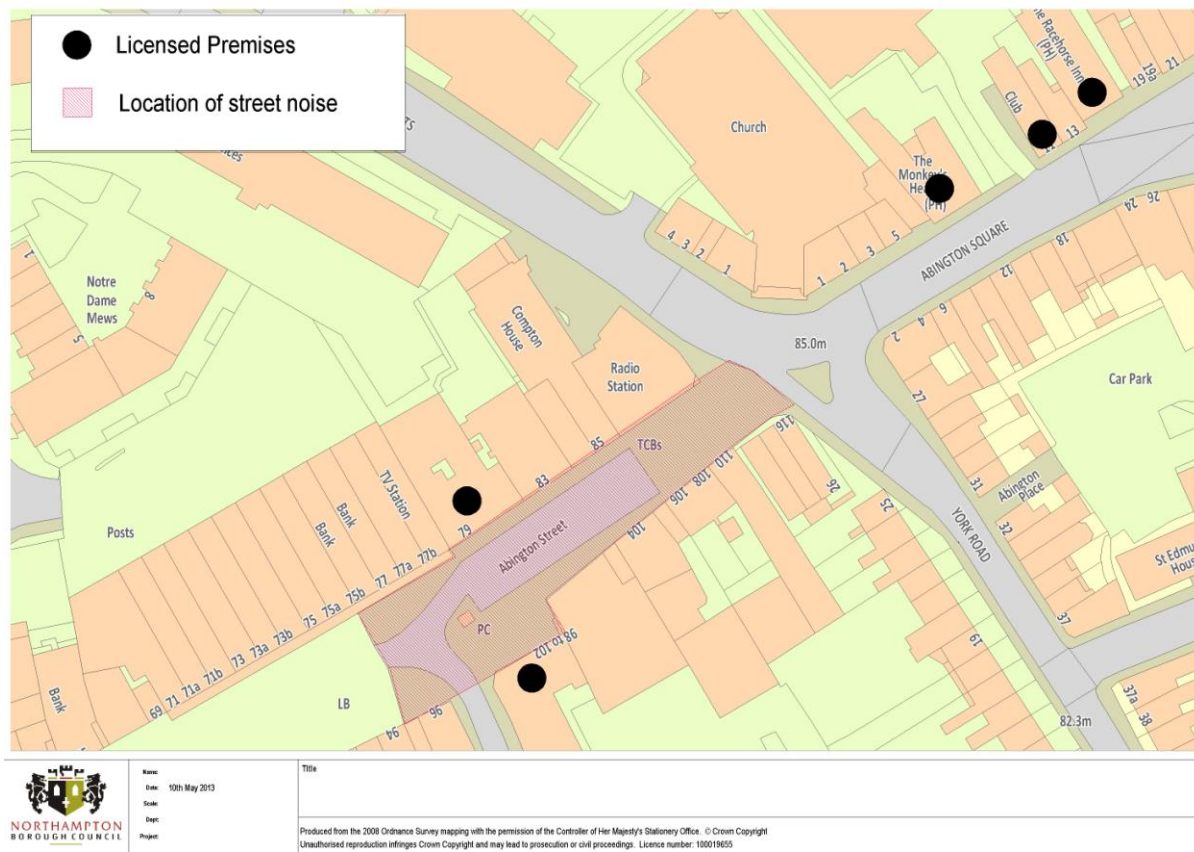 Licensed Premises
Location of street noise
TS
ces
Church
The Racehorse Inn
(PH)
19
19a
21
Club
11
13
The
Monkey's
Head
(PH)
4
3
2
1
1
2
3
5
ABINGTON SQUARE
24
26
18
12
6
4
2
85.0m
Car Park
27
31
Abington
Place
32
St Edmu
House
37
YORK ROAD
25
26
19
37a
38
82.3m
1
Notre
Dame
Mews
8
5
Compton
House
Radio
Station
TCBs
116
110
108
106
104
85
83
TV Station
Bank
Bank
79
77b
77a
77
75b
75a
75
73b
73a
73
71b
71a
71
69
Abington Street
Posts
PC
98 to 102
LB
96
94
Bank
NORTHAMPTON
BOROUGH COUNCIL
Name:
Date: 10th May 2013
Scale:
Dept:
Project:
Title
Produced from the 2008 Ordnance Survey mapping with the permission of the Controller of Her Majesty's Stationery Office. © Crown Copyright
Unauthorised reproduction infringes Crown Copyright and may lead to prosecution or civil proceedings. Licence number: 100019655